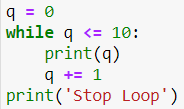 q = 0
while q <= 10:
    print(q)
    q += 1
print('Stop Loop')